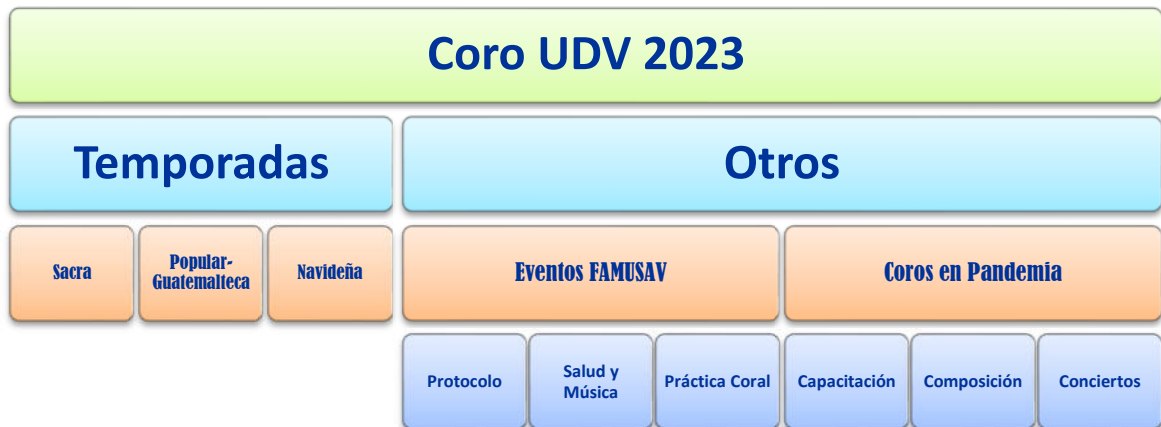 Coro UDV 2023
Temporadas
Otros
Sacra
Popular-
Guatemalteca
Navideña
Eventos FAMUSAV
Coros en Pandemia
Protocolo
Salud y
Música
Práctica Coral
Capacitación
Composición
Conciertos